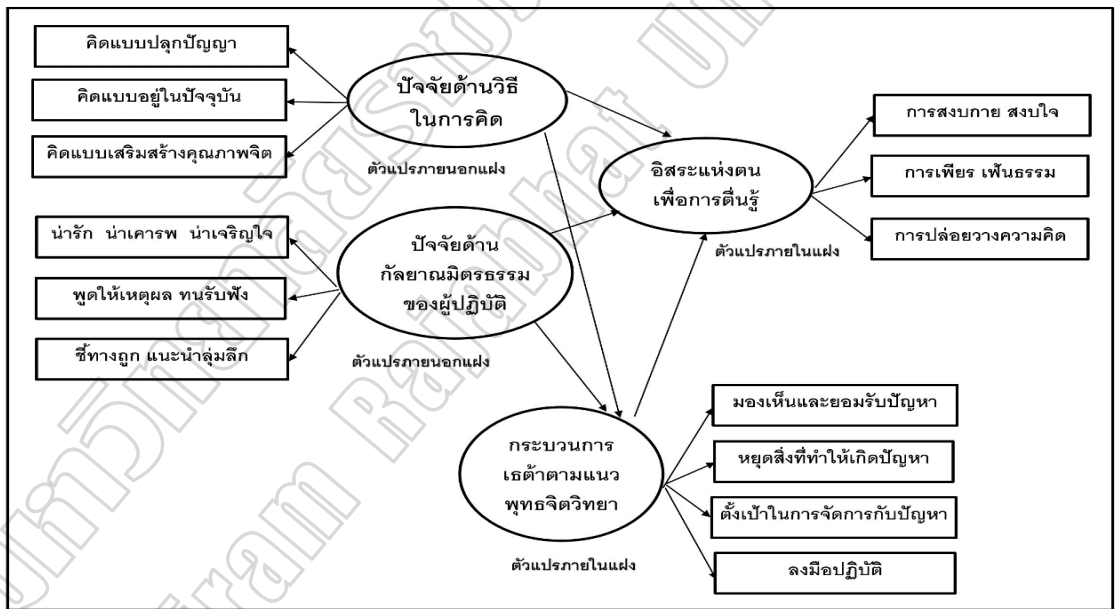 คิดแบบปลุกปัญญา
คิดแบบอยู่ในปัจจุบัน
คิดแบบเสริมสร้างคุณภาพจิต
ปัจจัยด้านวิธี
ในการคิด
ตัวแปรภายนอกแฝง
น่ารัก น่าเคารพ น่าเจริญใจ
พูดให้เหตุผล ทนรับฟัง
ชี้ทางถูก แนะนำลุ่มลึก
ปัจจัยด้าน
กัลยาณมิตรธรรม
ของผู้ปฏิบัติ
ตัวแปรภายนอกแฝง
อิสระแห่งตน
เพื่อการตื่นรู้
ตัวแปรภายในแฝง
การสงบกาย สงบใจ
การเพียร เฟ้นธรรม
การปล่อยวางความคิด
กระบวนการ
เธต้าตามแนว
พุทธจิตวิทยา
ตัวแปรภายในแฝง
มองเห็นและยอมรับปัญหา
หยุดสิ่งที่ทำให้เกิดปัญหา
ตั้งเป้าในการจัดการกับปัญหา
ลงมือปฏิบัติ